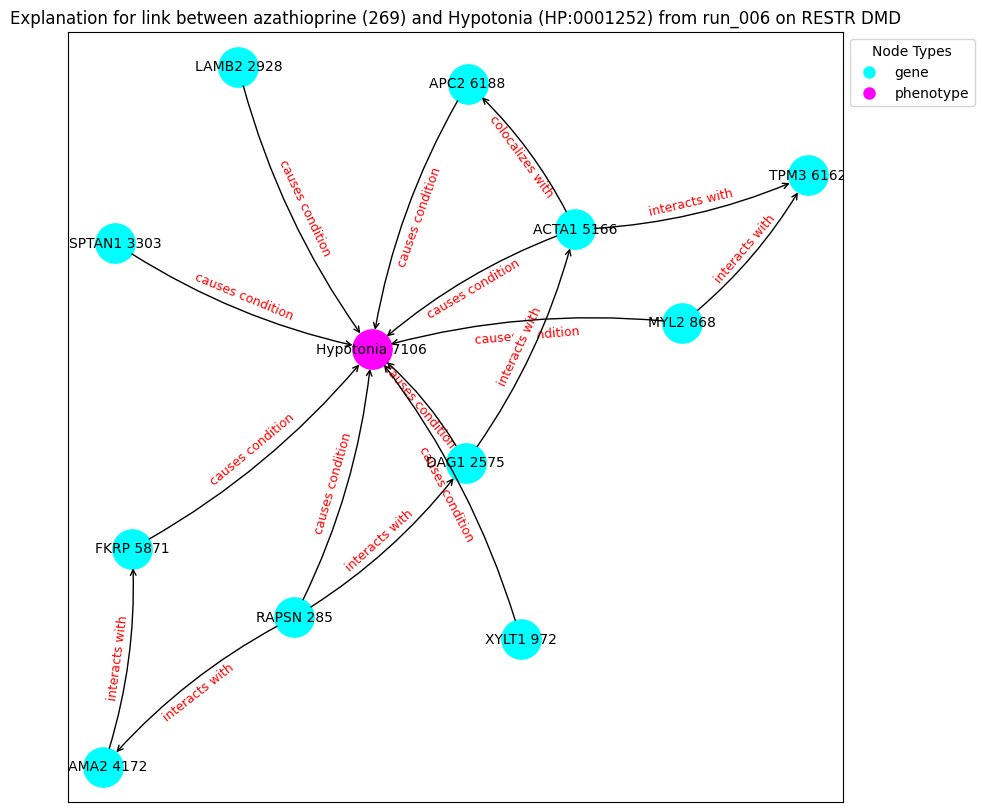 Explanation for link between azathioprine (269) and Hypotonia (HP:0001252) from run_006 on RESTR DMD
Node Types
gene
phenotype
LAMB2 2928
APC2 6188
TPM3 6162
colocalizes with
causes condition
causes condition
interacts with
ACTA1 5166
SPTAN1 3303
interacts with
causes condition
causes condition
MYL2 868
causes condition
Hypotonia 7106
interacts with
causes condition
causes condition
DAG1 2575
causes condition
causes condition
interacts with
FKRP 5871
RAPSN 285
XYLT1 972
interacts with
interacts with
AMA2 4172